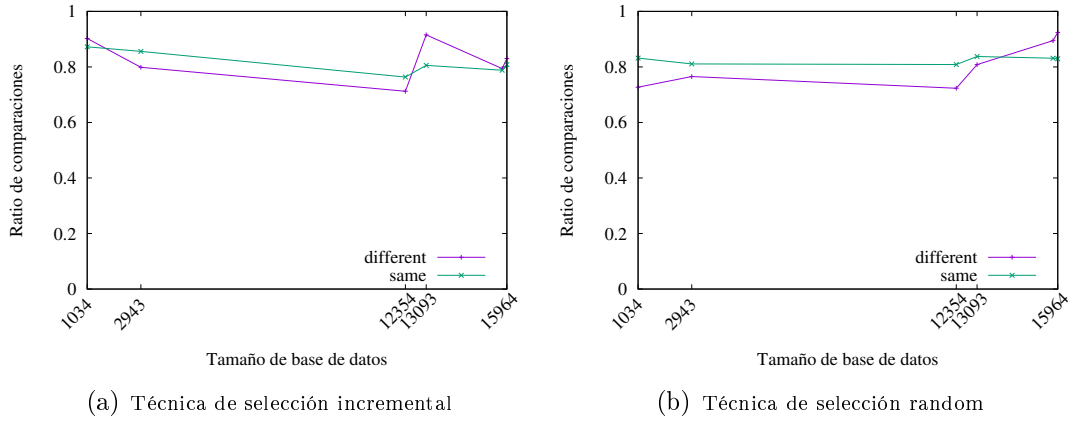 1
0.8
0.6
0.4
0.2
0
Ratio de comparaciones
different
same
1034
2943
12354
13093
15964
Tamaño de base de datos
(a) Técnica de selección incremental
1
0.8
0.6
0.4
0.2
0
Ratio de comparaciones
different
same
1034
2943
12354
13093
15964
Tamaño de base de datos
(b) Técnica de selección random